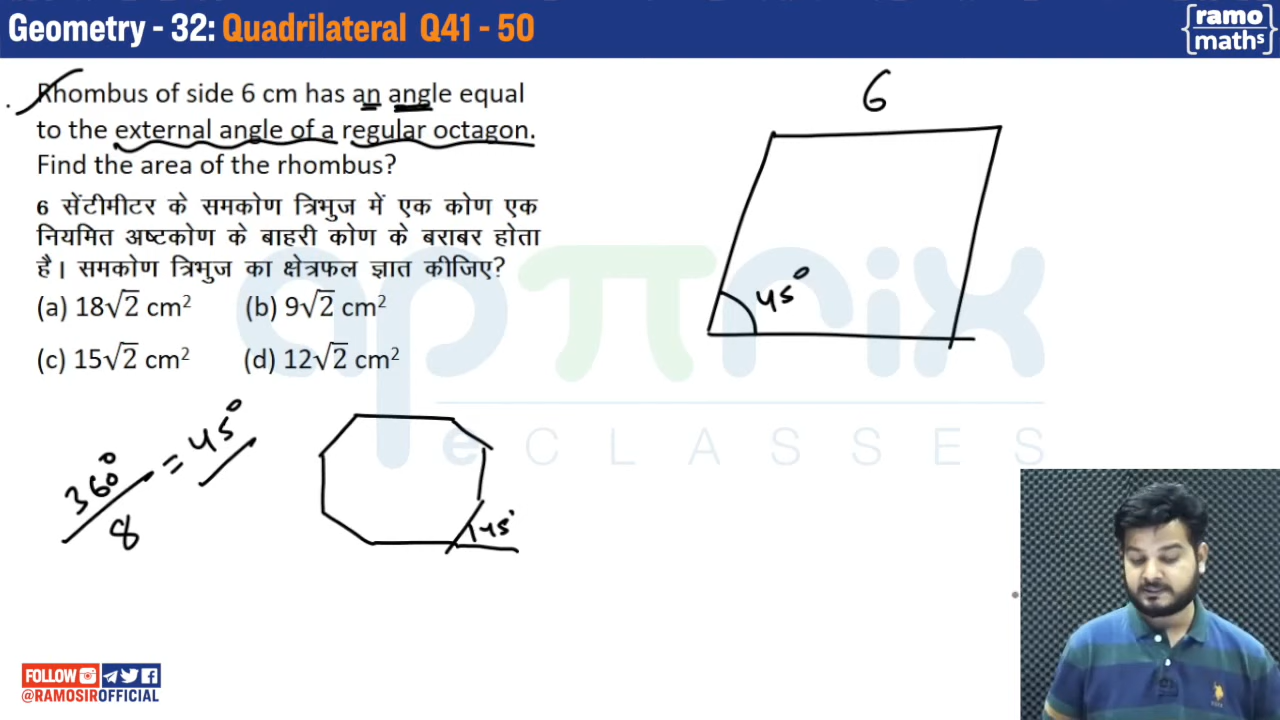 Geometry - 32: Quadrilateral Q41 - 50
ramo
maths
Rhombus of side 6 cm has an angle equal
to the external angle of a regular octagon.
Find the area of the rhombus?
6 सेंटीमीटर के समकोण त्रिभुज में एक कोण एक
नियमित अष्टकोण के बाहरी कोण के बराबर होता
है। समकोण त्रिभुज का क्षेत्रफल ज्ञात कीजिए?
(a) 18√2 cm² (b) 9√2 cm²
(c) 15√2 cm² (d) 12√2 cm²
6
45°
360°/8 = 45°
45°
apπrix
eCLASSES
FOLLOW
@RAMOSIROFFICIAL